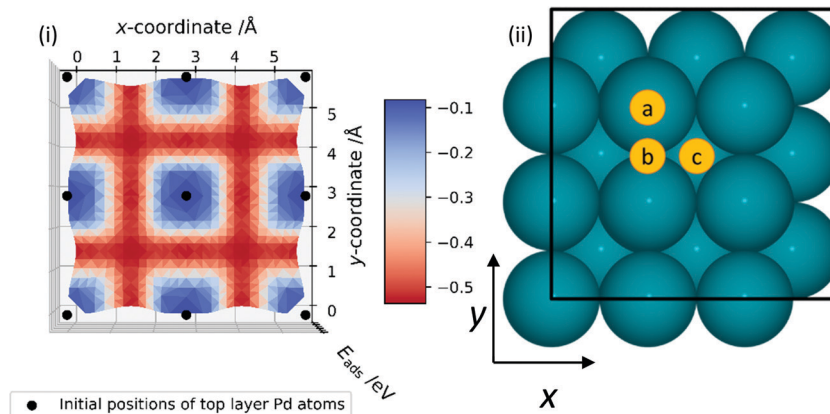 (i)
x-coordinate /Å
0 1 2 3 4 5
5
4
3
2
1
0
y-coordinate /Å
E_ads /eV
−0.1
−0.2
−0.3
−0.4
−0.5
Initial positions of top layer Pd atoms
(ii)
a
b c
y
x